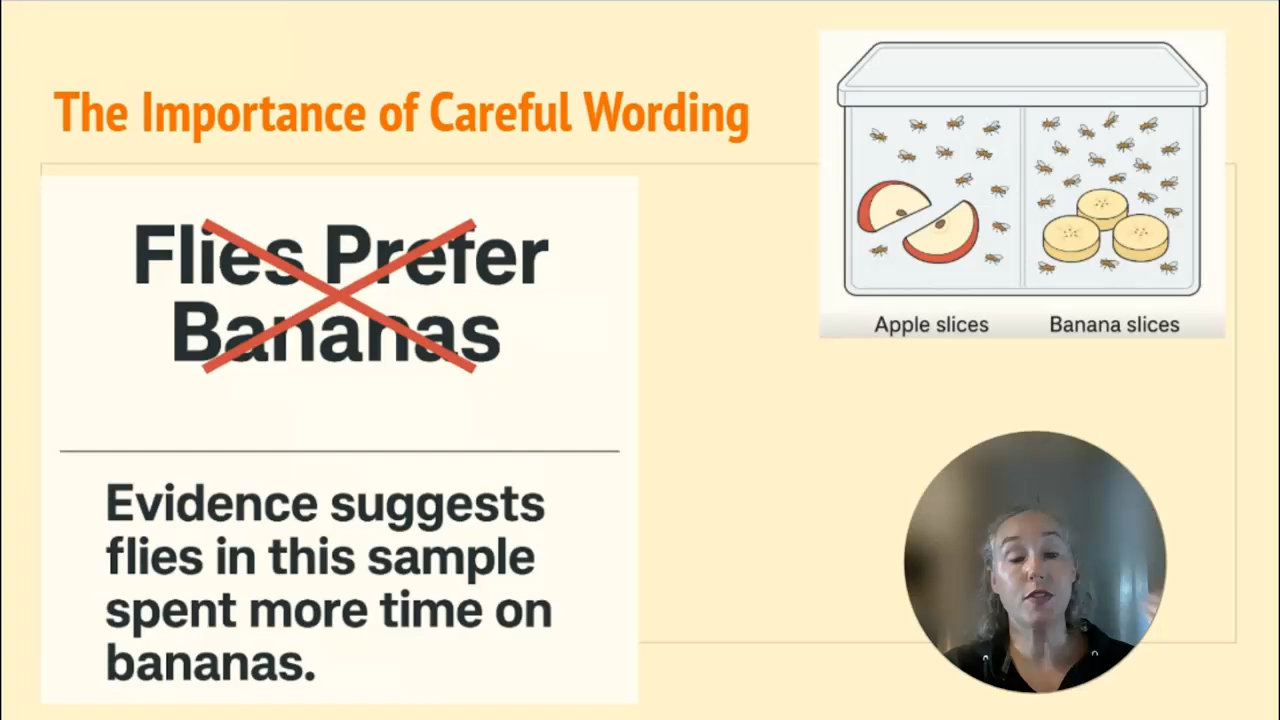 The Importance of Careful Wording
Flies Prefer
Bananas
Evidence suggests
flies in this sample
spent more time on
bananas.
Apple slices
Banana slices